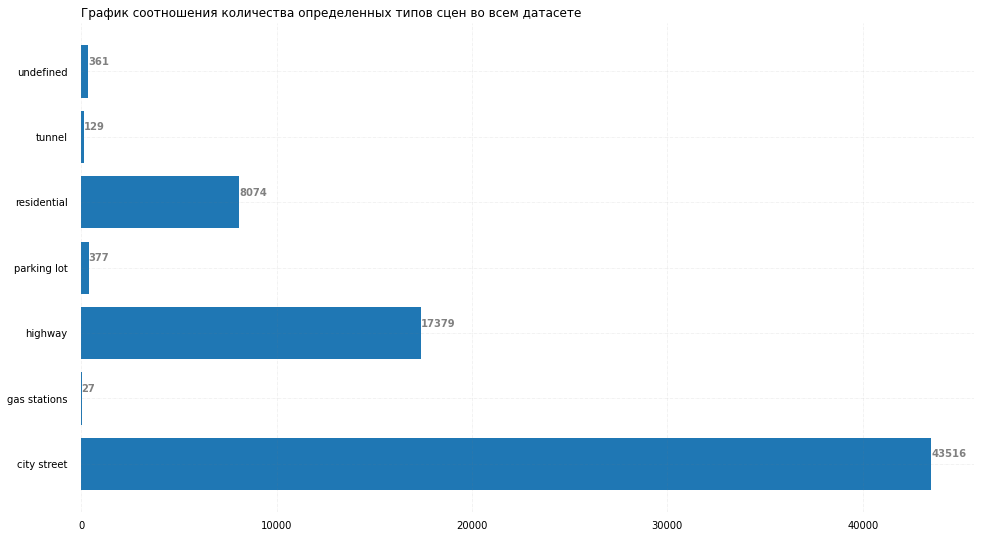 График соотношения количества определенных типов сцен во всем датасете
undefined 361
tunnel 129
residential 8074
parking lot 377
highway 17379
gas stations 27
city street 43516
0 10000 20000 30000 40000